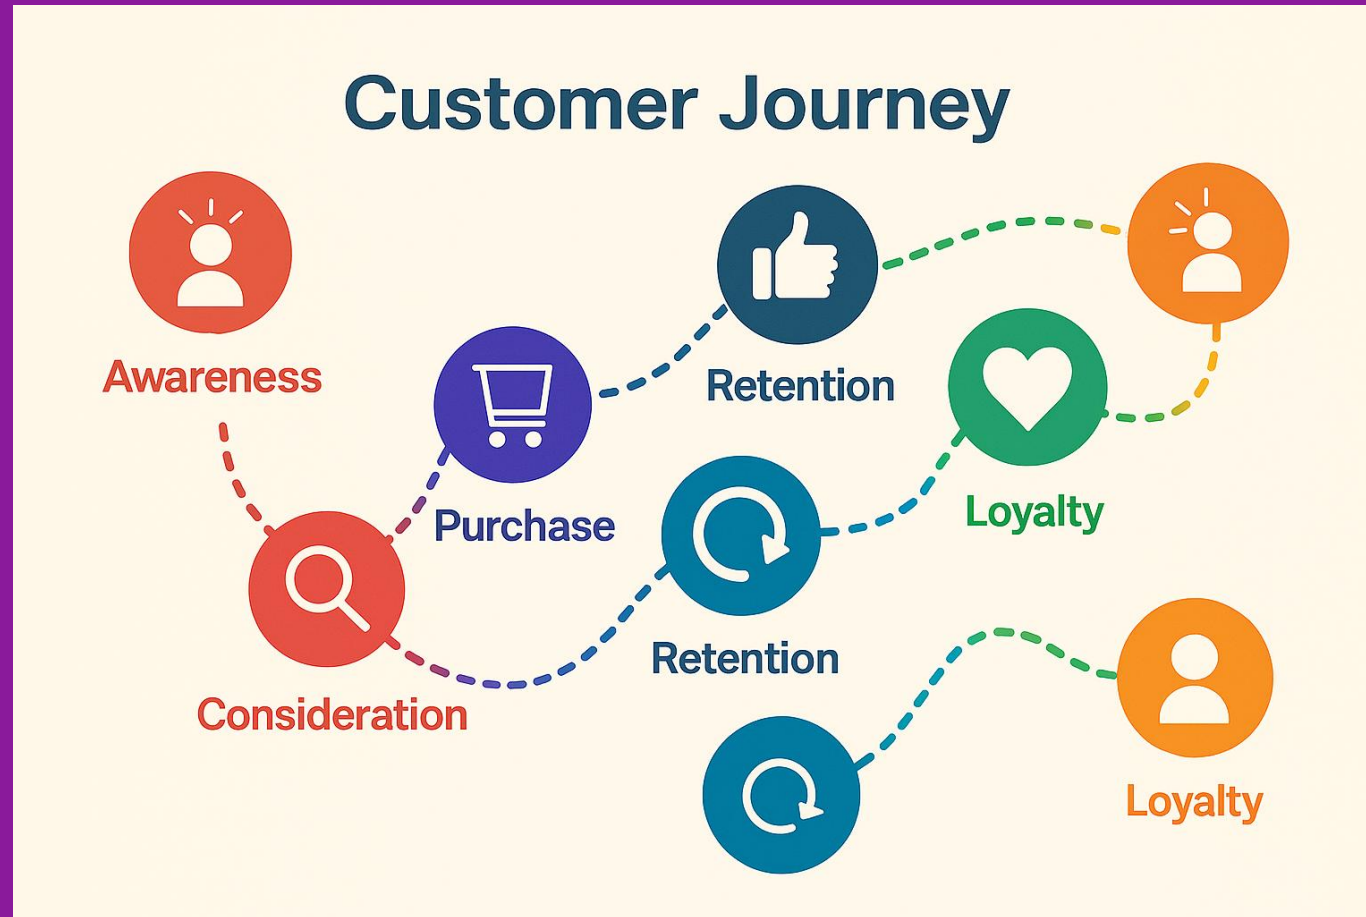 Customer Journey
Awareness
Retention
Purchase
Loyalty
Retention
Consideration
Loyalty